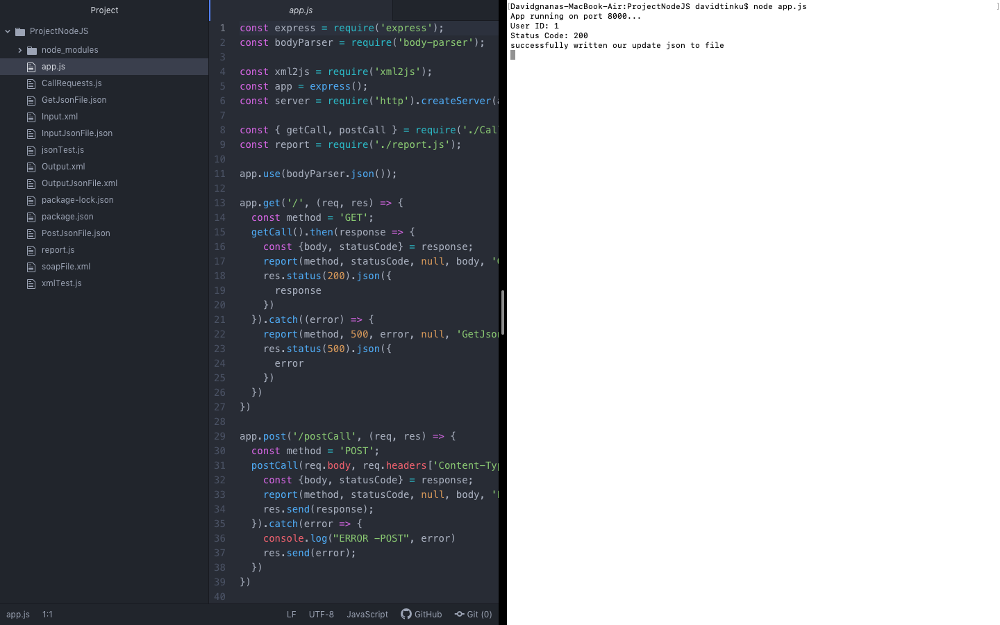 Project
ProjectNodeJS
node_modules
app.js
CallRequests.js
GetJsonFile.json
Input.xml
InputJsonFile.json
jsonTest.js
Output.xml
OutputJsonFile.xml
package-lock.json
package.json
PostJsonFile.json
report.js
soapFile.xml
xmlTest.js
app.js
1 const express = require('express');
2 const bodyParser = require('body-parser');
3
4 const xml2js = require('xml2js');
5 const app = express();
6 const server = require('http').createServer(a
7
8 const { getCall, postCall } = require('./Cal
9 const report = require('./report.js');
10
11 app.use(bodyParser.json());
12
13 app.get('/', (req, res) => {
14 const method = 'GET';
15 getCall().then(response => {
16 const {body, statusCode} = response;
17 report(method, statusCode, null, body, '
18 res.status(200).json({
19 response
20 })
21 }).catch((error) => {
22 report(method, 500, error, null, 'GetJson
23 res.status(500).json({
24 error
25 })
26 })
27 })
28
29 app.post('/postCall', (req, res) => {
30 const method = 'POST';
31 postCall(req.body, req.headers['Content-Typ
32 const {body, statusCode} = response;
33 report(method, statusCode, null, body, '
34 res.send(response);
35 }).catch(error => {
36 console.log("ERROR -POST", error)
37 res.send(error);
38 })
39 })
40
app.js 1:1 LF UTF-8 JavaScript GitHub Git (0)
[Davidgnanas-MacBook-Air:ProjectNodeJS davidtinku$ node app.js ]
App running on port 8000...
User ID: 1
Status Code: 200
successfully written our update json to file